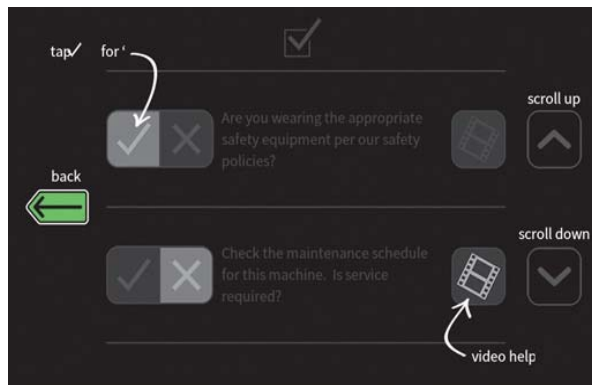 tap✓ for ‘
scroll up
Are you wearing the appropriate
safety equipment per our safety
policies?
back
scroll down
Check the maintenance schedule
for this machine. Is service
required?
video help